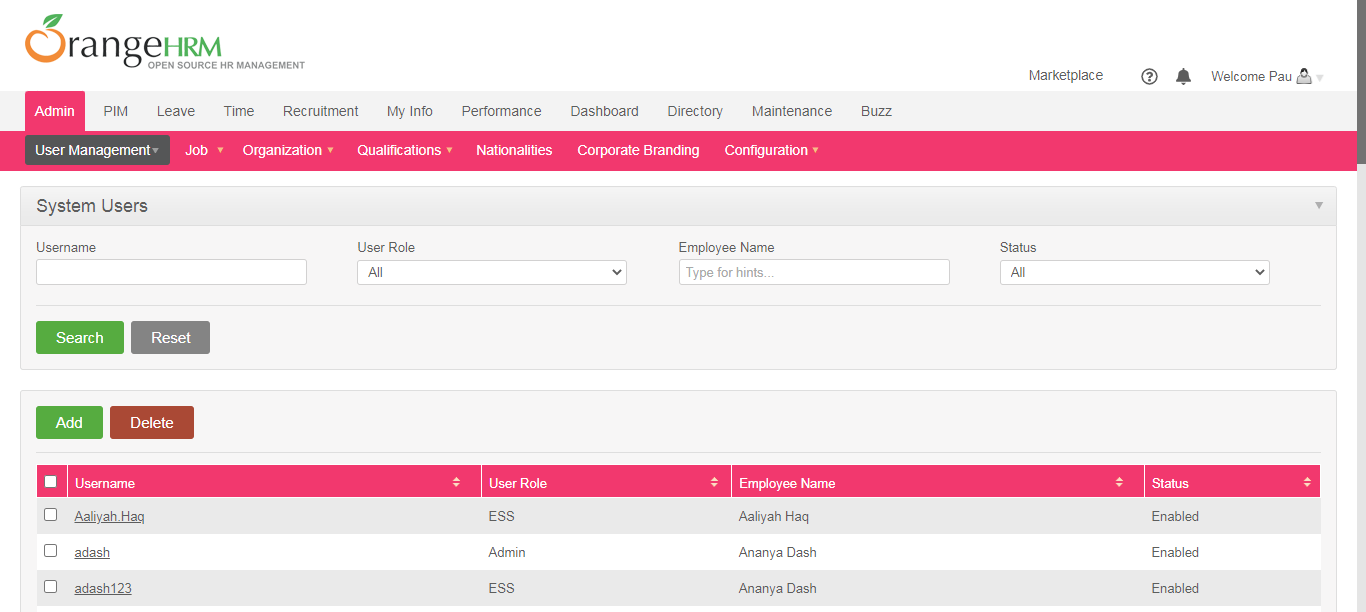 OrangeHRM
OPEN SOURCE HR MANAGEMENT
Marketplace ? Welcome Pau
Admin PIM Leave Time Recruitment My Info Performance Dashboard Directory Maintenance Buzz
User Management Job Organization Qualifications Nationalities Corporate Branding Configuration
System Users
Username User Role Employee Name Status
All Type for hints... All
Search Reset
Add Delete
Username User Role Employee Name Status
Aaliyah.Haq ESS Aaliyah Haq Enabled
adash Admin Ananya Dash Enabled
adash123 ESS Ananya Dash Enabled